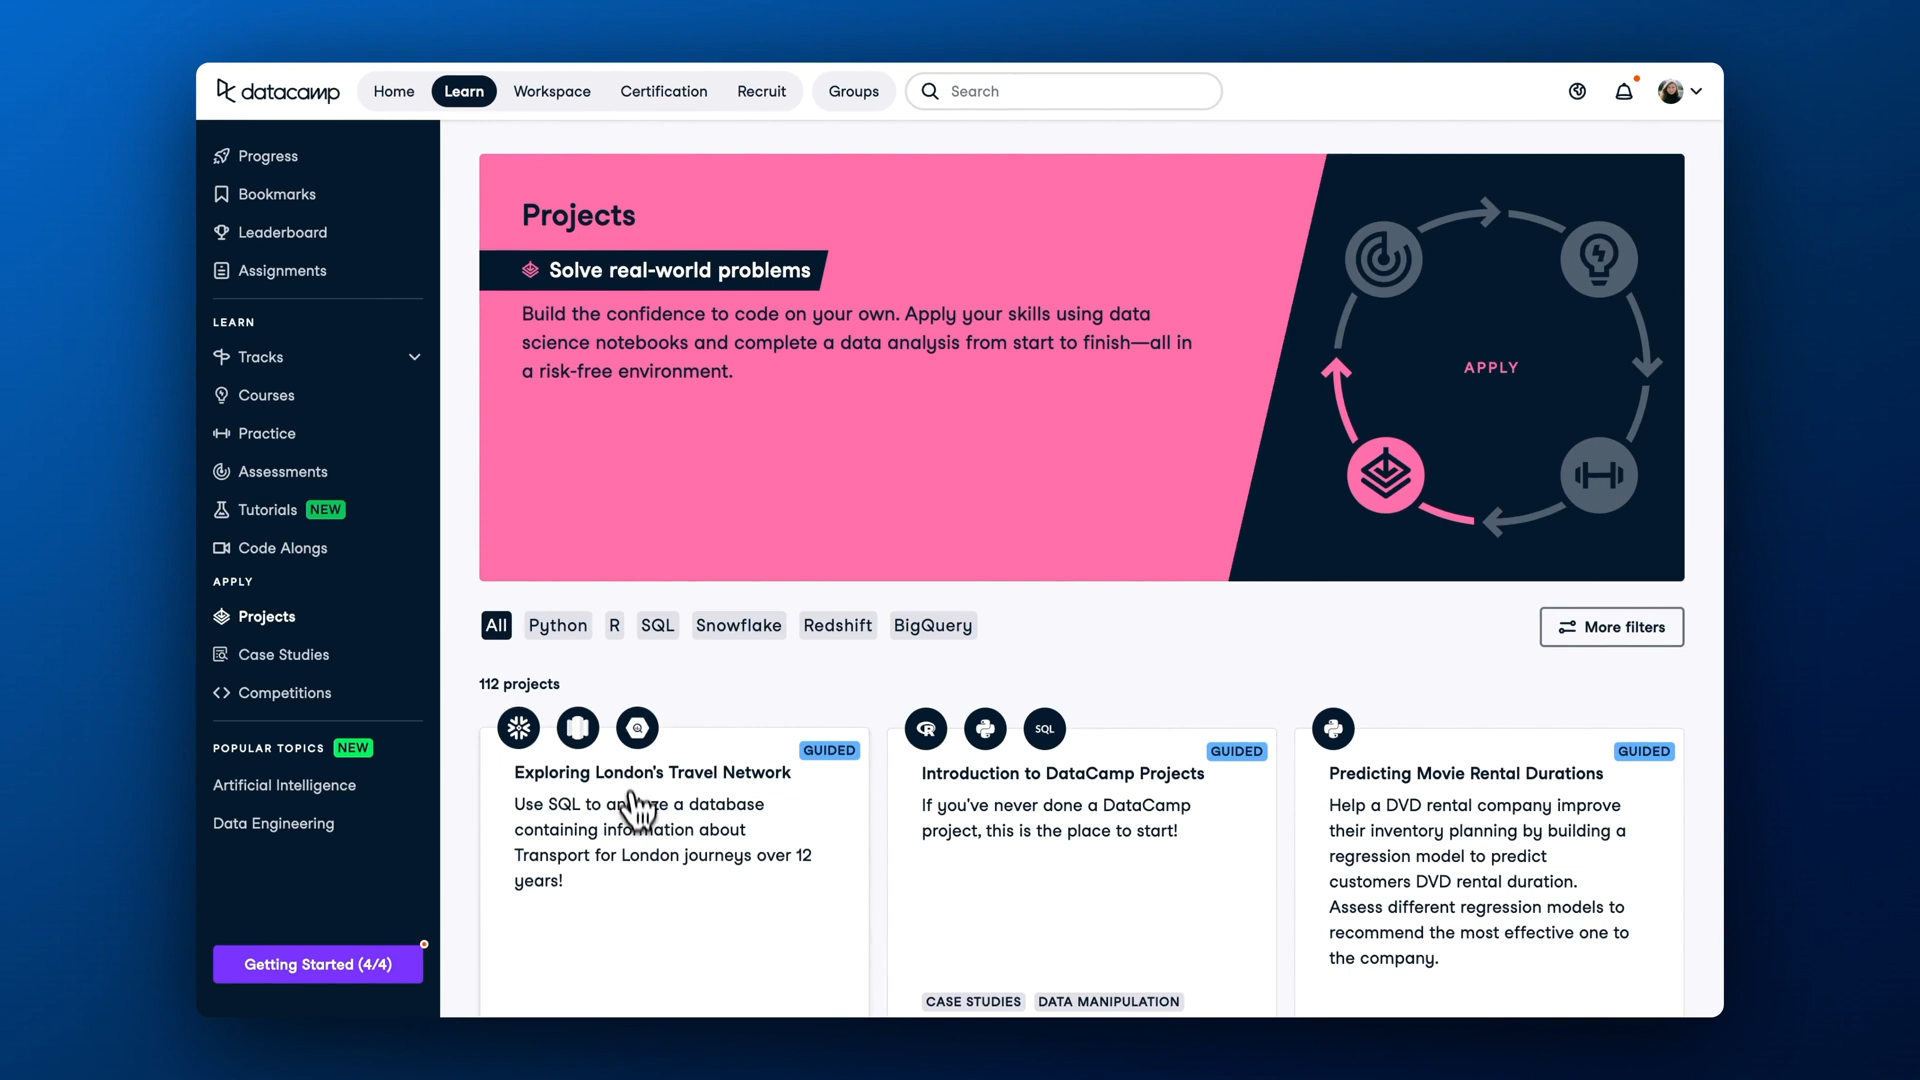 datacamp
Home
Learn
Workspace
Certification
Recruit
Groups
Search
Progress
Bookmarks
Leaderboard
Assignments
LEARN
Tracks
Courses
Practice
Assessments
Tutorials NEW
Code Alongs
APPLY
Projects
Case Studies
Competitions
POPULAR TOPICS NEW
Artificial Intelligence
Data Engineering
Getting Started (4/4)
Projects
Solve real-world problems
Build the confidence to code on your own. Apply your skills using data
science notebooks and complete a data analysis from start to finish—all in
a risk-free environment.
APPLY
All
Python
R
SQL
Snowflake
Redshift
BigQuery
More filters
112 projects
GUIDED
Exploring London's Travel Network
Use SQL to a database
containing information about
Transport for London journeys over 12
years!
R
SQL
GUIDED
Introduction to DataCamp Projects
If you've never done a DataCamp
project, this is the place to start!
CASE STUDIES
DATA MANIPULATION
GUIDED
Predicting Movie Rental Durations
Help a DVD rental company improve
their inventory planning by building a
regression model to predict
customers DVD rental duration.
Assess different regression models to
recommend the most effective one to
the company.